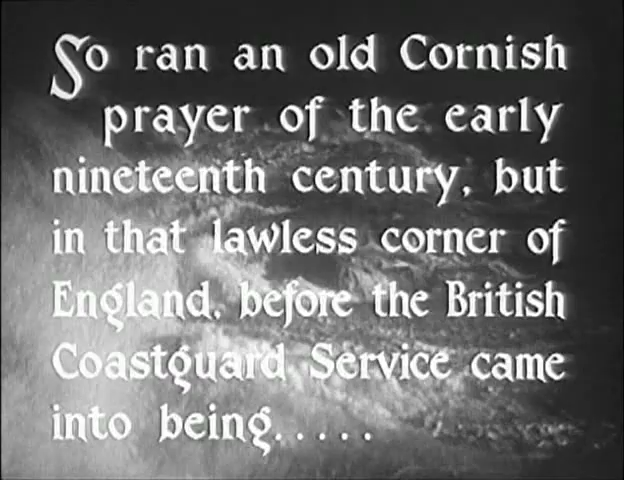 So ran an old Cornish
prayer of the early
nineteenth century, but
in that lawless corner of
England, before the British
Coastguard Service came
into being.....